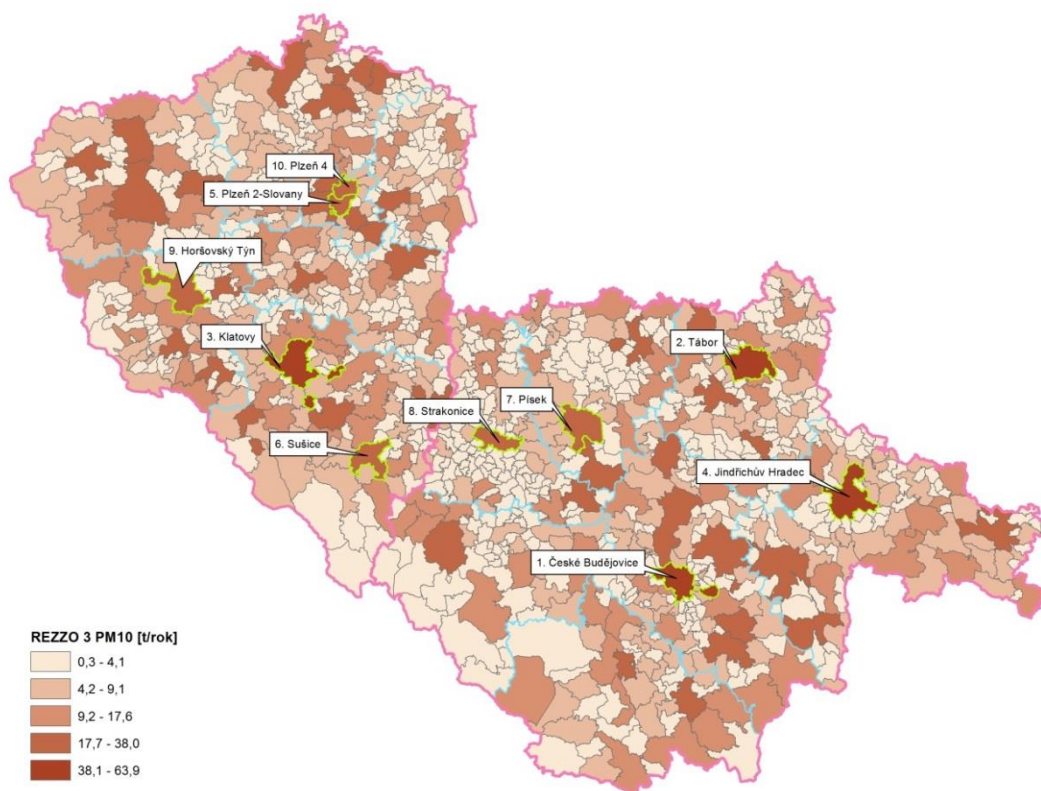 10. Plzeň 4
5. Plzeň 2-Slovany
9. Horšovský Týn
3. Klatovy
2. Tábor
7. Písek
8. Strakonice
6. Sušice
4. Jindřichův Hradec
1. České Budějovice
REZZO 3 PM10 [t/rok]
0,3 - 4,1
4,2 - 9,1
9,2 - 17,6
17,7 - 38,0
38,1 - 63,9